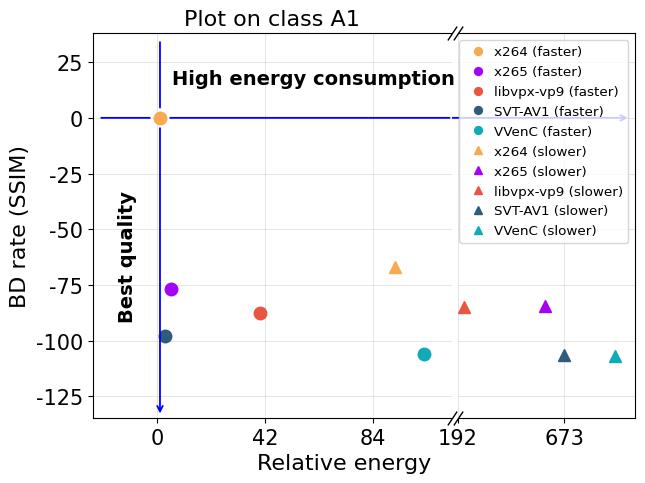 Plot on class A1
25
0
-25
-50
-75
-100
-125
BD rate (SSIM)
High energy consumption
Best quality
x264 (faster)
x265 (faster)
libvpx-vp9 (faster)
SVT-AV1 (faster)
VVenC (faster)
x264 (slower)
x265 (slower)
libvpx-vp9 (slower)
SVT-AV1 (slower)
VVenC (slower)
0 42 84 192 673
Relative energy